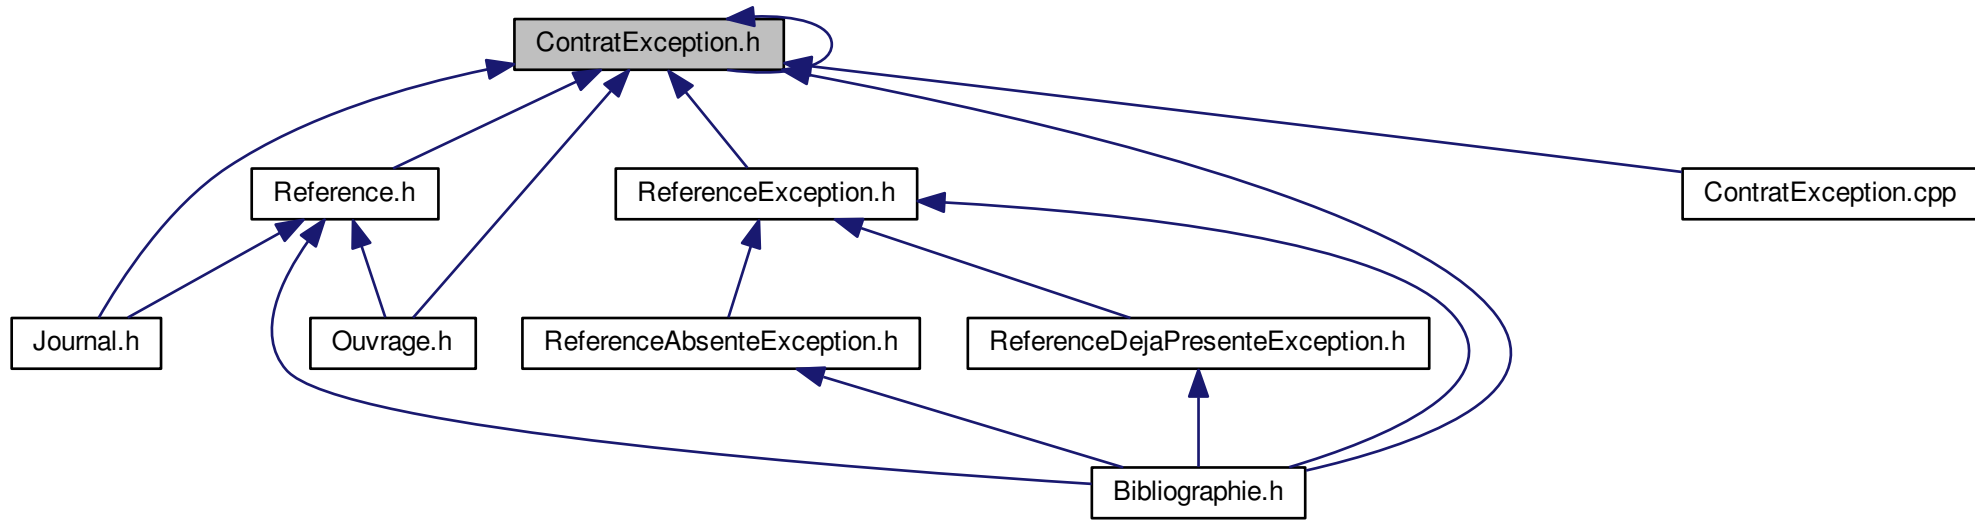 ContratException.h
Reference.h
ReferenceException.h
ContratException.cpp
Journal.h
Ouvrage.h
ReferenceAbsenteException.h
ReferenceDejaPresenteException.h
Bibliographie.h